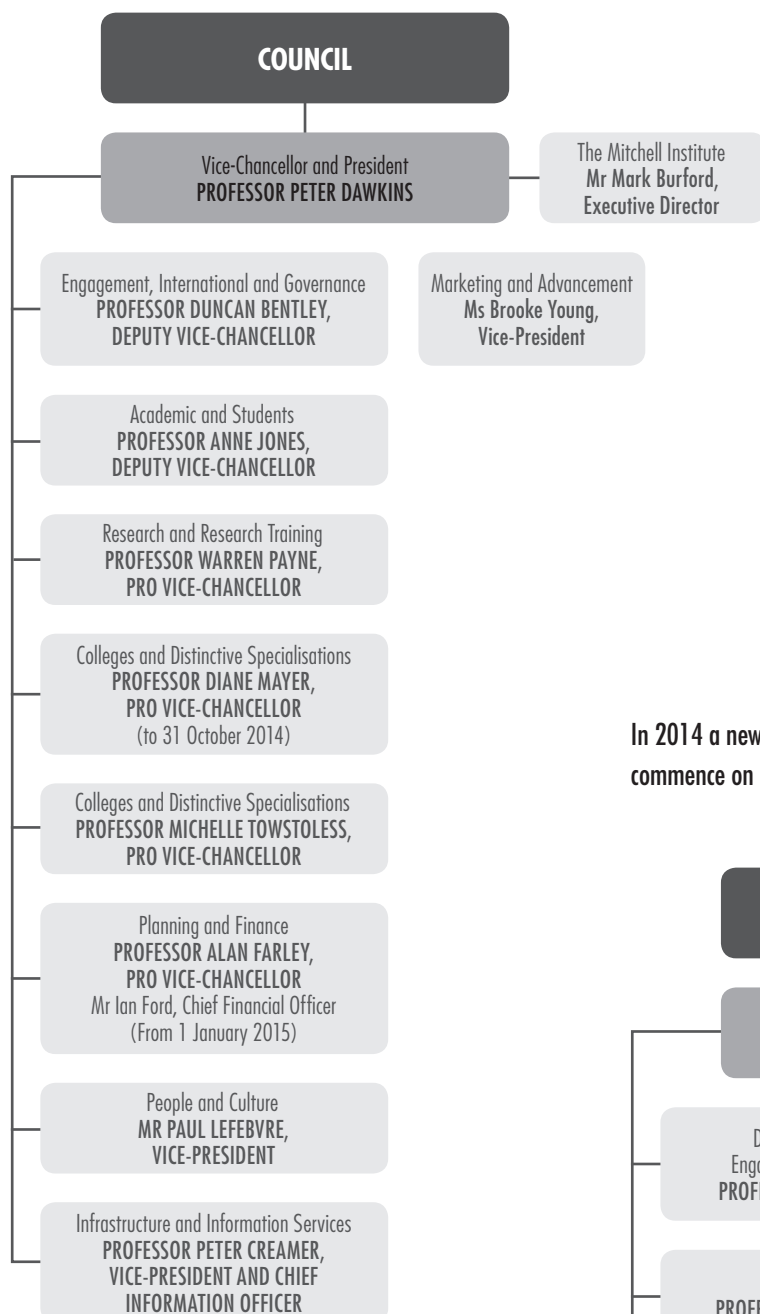 COUNCIL
Vice-Chancellor and President
PROFESSOR PETER DAWKINS
The Mitchell Institute
Mr Mark Burford,
Executive Director
Engagement, International and Governance
PROFESSOR DUNCAN BENTLEY,
DEPUTY VICE-CHANCELLOR
Marketing and Advancement
Ms Brooke Young,
Vice-President
Academic and Students
PROFESSOR ANNE JONES,
DEPUTY VICE-CHANCELLOR
Research and Research Training
PROFESSOR WARREN PAYNE,
PRO VICE-CHANCELLOR
Colleges and Distinctive Specialisations
PROFESSOR DIANE MAYER,
PRO VICE-CHANCELLOR
(to 31 October 2014)
Colleges and Distinctive Specialisations
PROFESSOR MICHELLE TOWSTOLESS,
PRO VICE-CHANCELLOR
Planning and Finance
PROFESSOR ALAN FARLEY,
PRO VICE-CHANCELLOR
Mr Ian Ford, Chief Financial Officer
(From 1 January 2015)
People and Culture
MR PAUL LEFEBVRE,
VICE-PRESIDENT
Infrastructure and Information Services
PROFESSOR PETER CREAMER,
VICE-PRESIDENT AND CHIEF
INFORMATION OFFICER
In 2014 a new
commence on